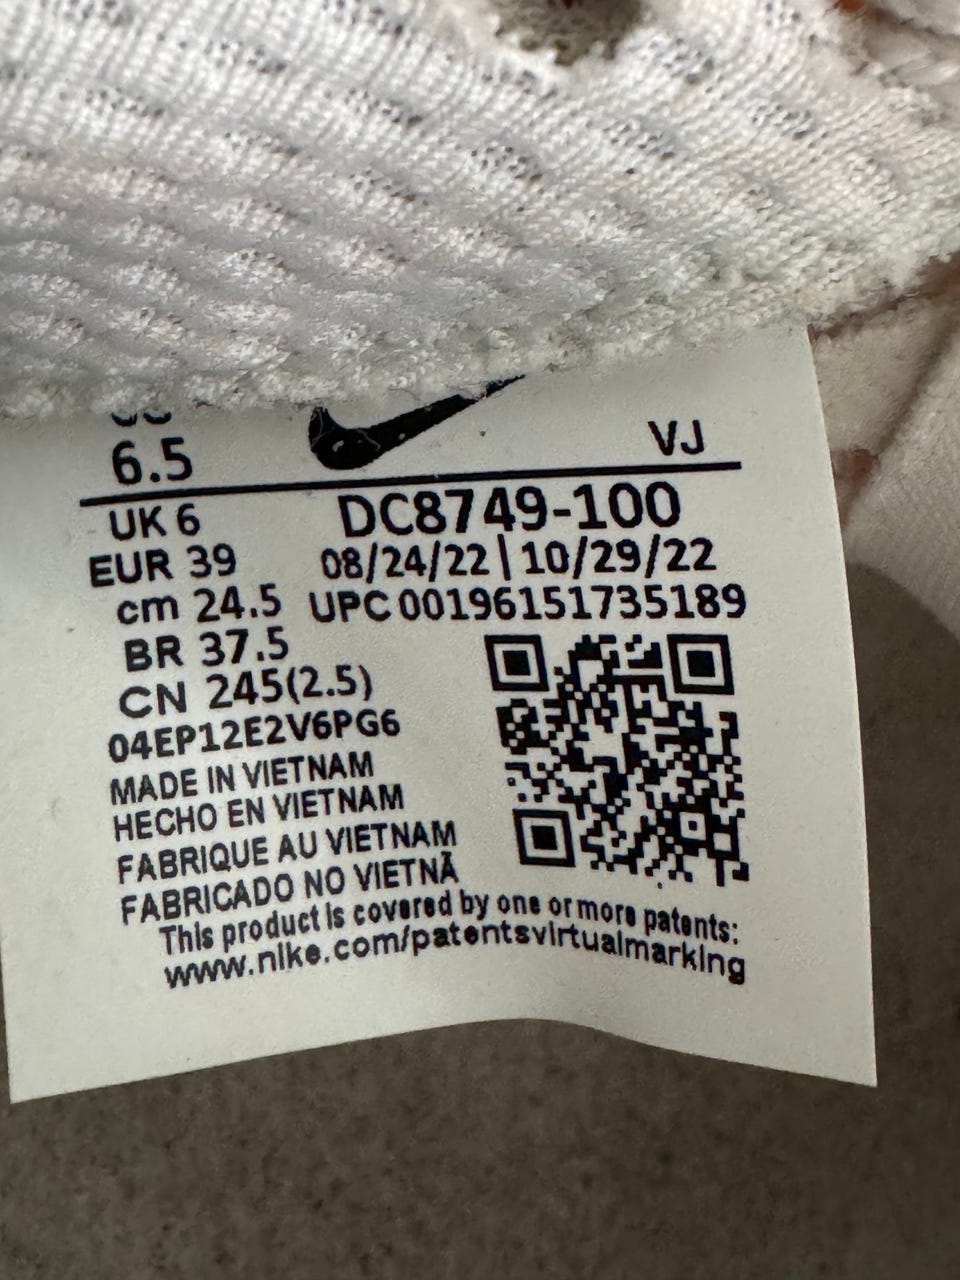 6.5
VJ
UK 6
DC8749-100
EUR 39
08/24/22 | 10/29/22
cm 24.5
UPC 00196151735189
BR 37.5
CN 245(2.5)
04EP12E2V6PG6
MADE IN VIETNAM
HECHO EN VIETNAM
FABRIQUE AU VIETNAM
FABRICADO NO VIETNÃ
This product is covered by one or more patents:
www.nike.com/patentsvirtualmarking